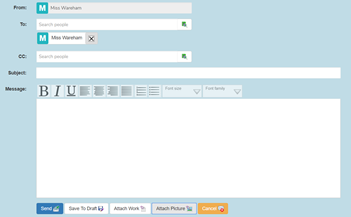 From: M Miss Wareham
To: Search people
M Miss Wareham X
CC: Search people
Subject:
Message: B I U Font size Font family
Send Save To Draft Attach Work Attach Picture Cancel